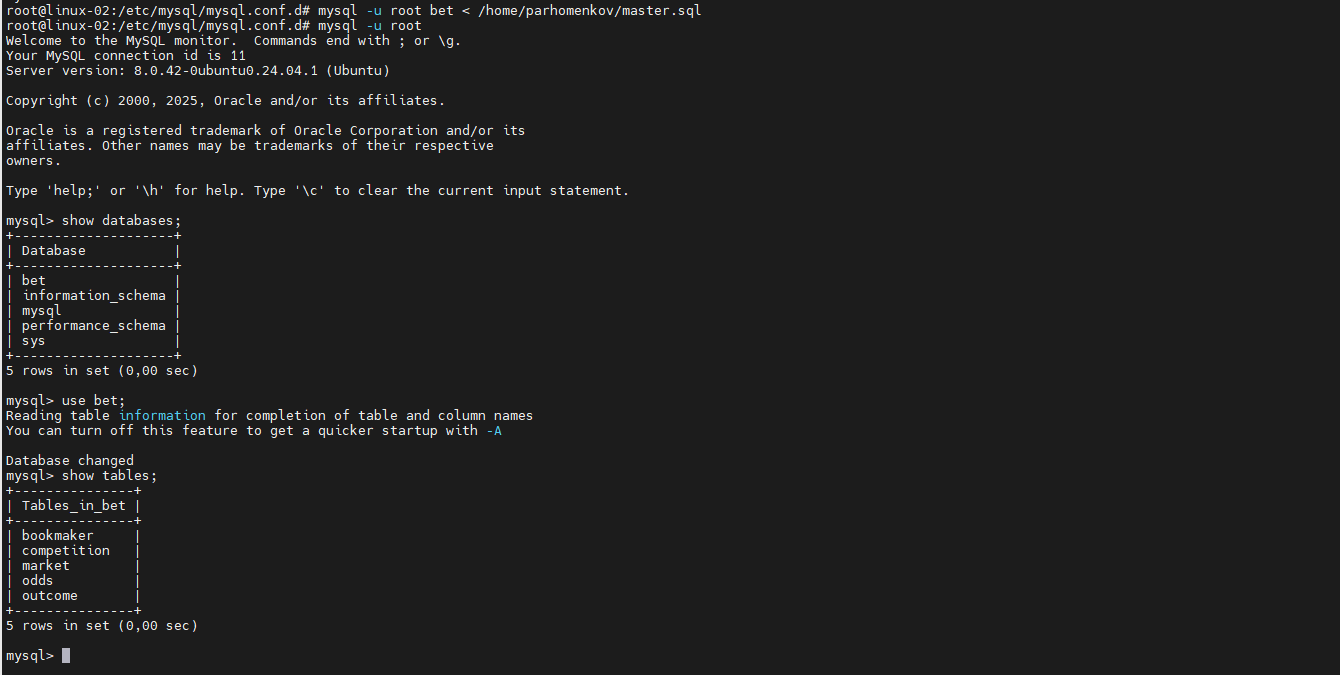 root@linux-02:/etc/mysql/mysql.conf.d# mysql -u root bet < /home/parhomenkov/master.sql
root@linux-02:/etc/mysql/mysql.conf.d# mysql -u root
Welcome to the MySQL monitor.  Commands end with ; or \g.
Your MySQL connection id is 11
Server version: 8.0.42-0ubuntu0.24.04.1 (Ubuntu)

Copyright (c) 2000, 2025, Oracle and/or its affiliates.

Oracle is a registered trademark of Oracle Corporation and/or its
affiliates. Other names may be trademarks of their respective
owners.

Type 'help;' or '\h' for help. Type '\c' to clear the current input statement.

mysql> show databases;
+--------------------+
| Database           |
+--------------------+
| bet                |
| information_schema |
| mysql              |
| performance_schema |
| sys                |
+--------------------+
5 rows in set (0,00 sec)

mysql> use bet;
Reading table information for completion of table and column names
You can turn off this feature to get a quicker startup with -A

Database changed
mysql> show tables;
+---------------+
| Tables_in_bet |
+---------------+
| bookmaker     |
| competition   |
| market        |
| odds          |
| outcome       |
+---------------+
5 rows in set (0,00 sec)

mysql>